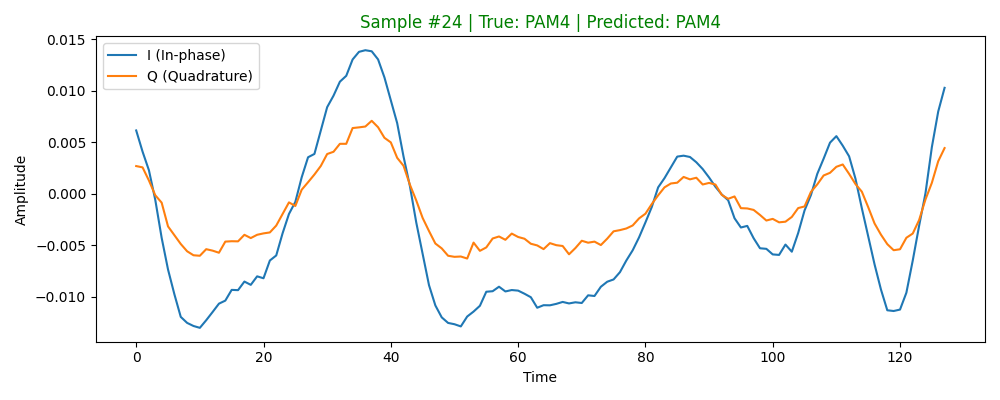 Sample #24 | True: PAM4 | Predicted: PAM4
I (In-phase)
Q (Quadrature)
Amplitude
0.015
0.010
0.005
0.000
−0.005
−0.010
0 20 40 60 80 100 120
Time